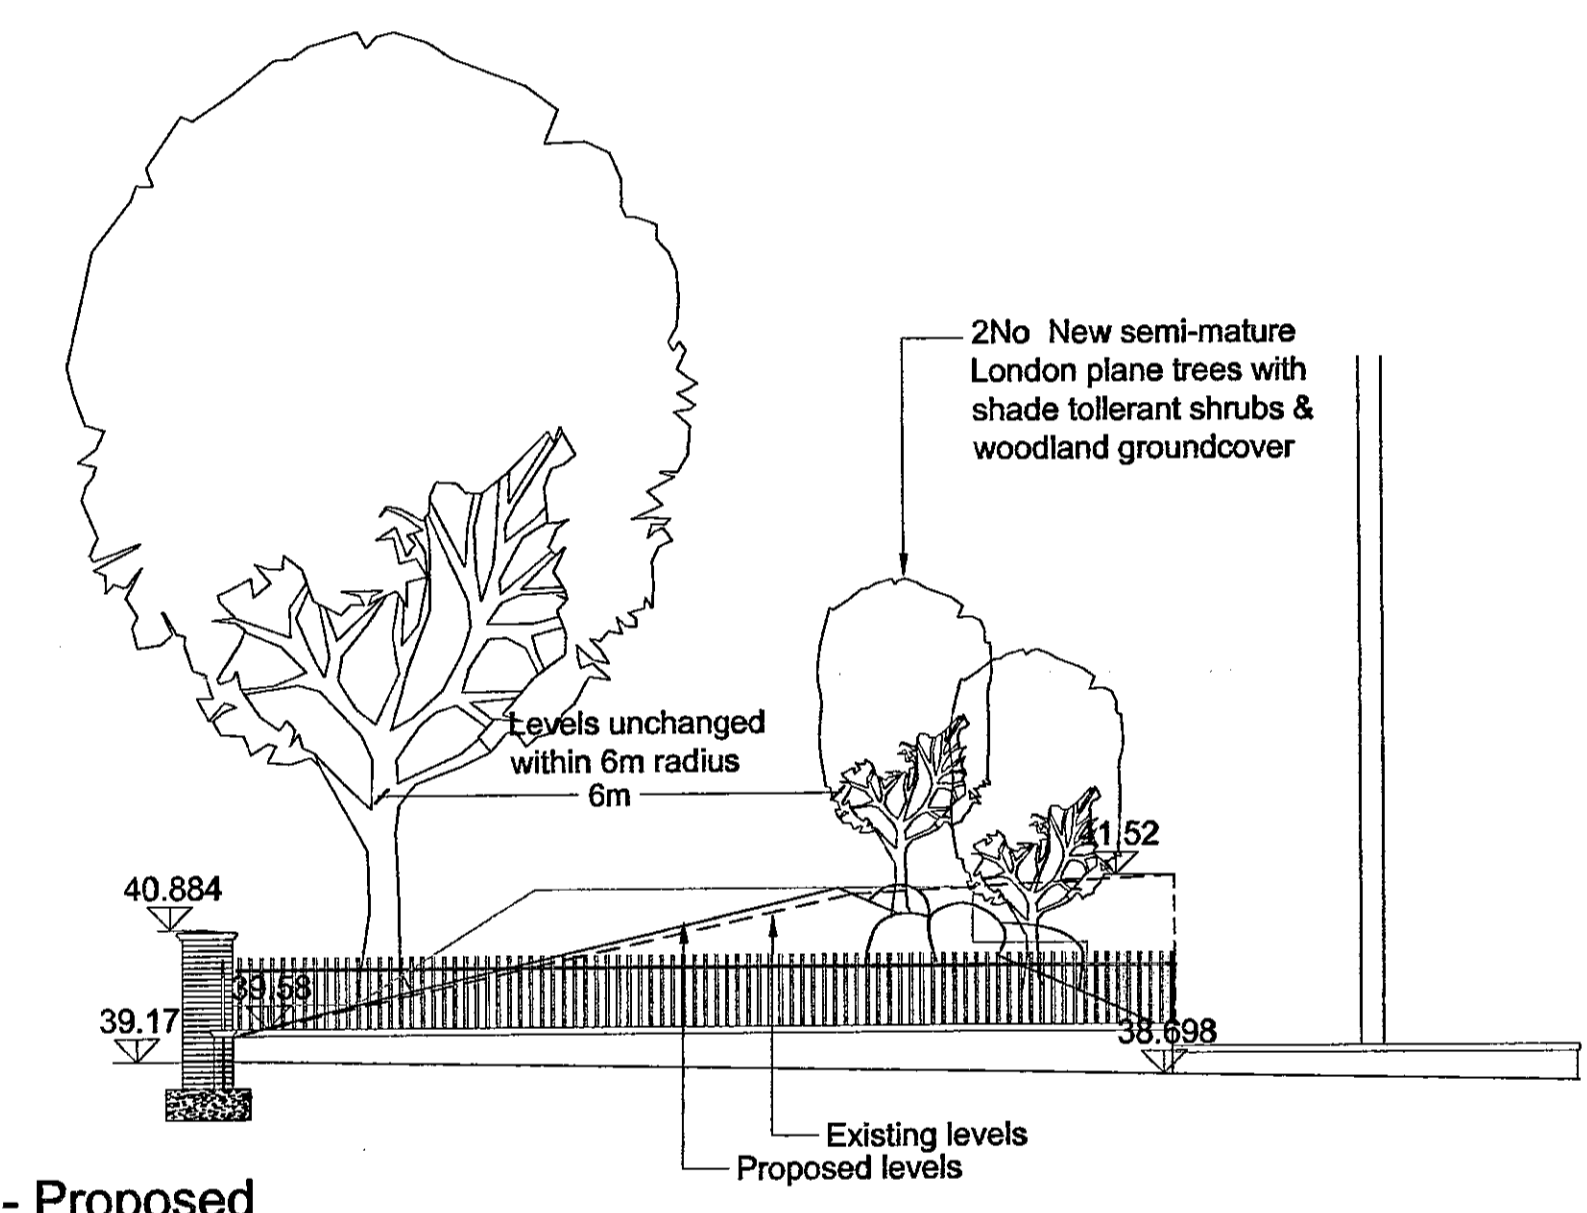 2No New semi-mature
London plane trees with
shade tollerant shrubs &
woodland groundcover
Levels unchanged
within 6m radius
6m
41.52
40.884
39.58
39.17
38.698
Existing levels
Proposed levels
- Proposed